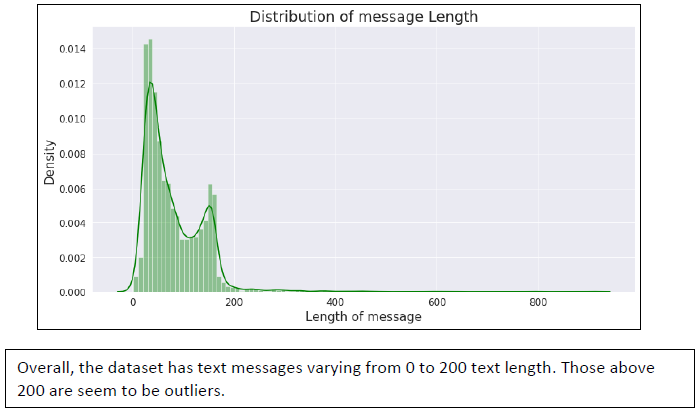 Distribution of message Length
0.014
0.012
0.010
0.008
0.006
0.004
0.002
0.000
Density
0 200 400 600 800
Length of message
Overall, the dataset has text messages varying from 0 to 200 text length. Those above
200 are seem to be outliers.